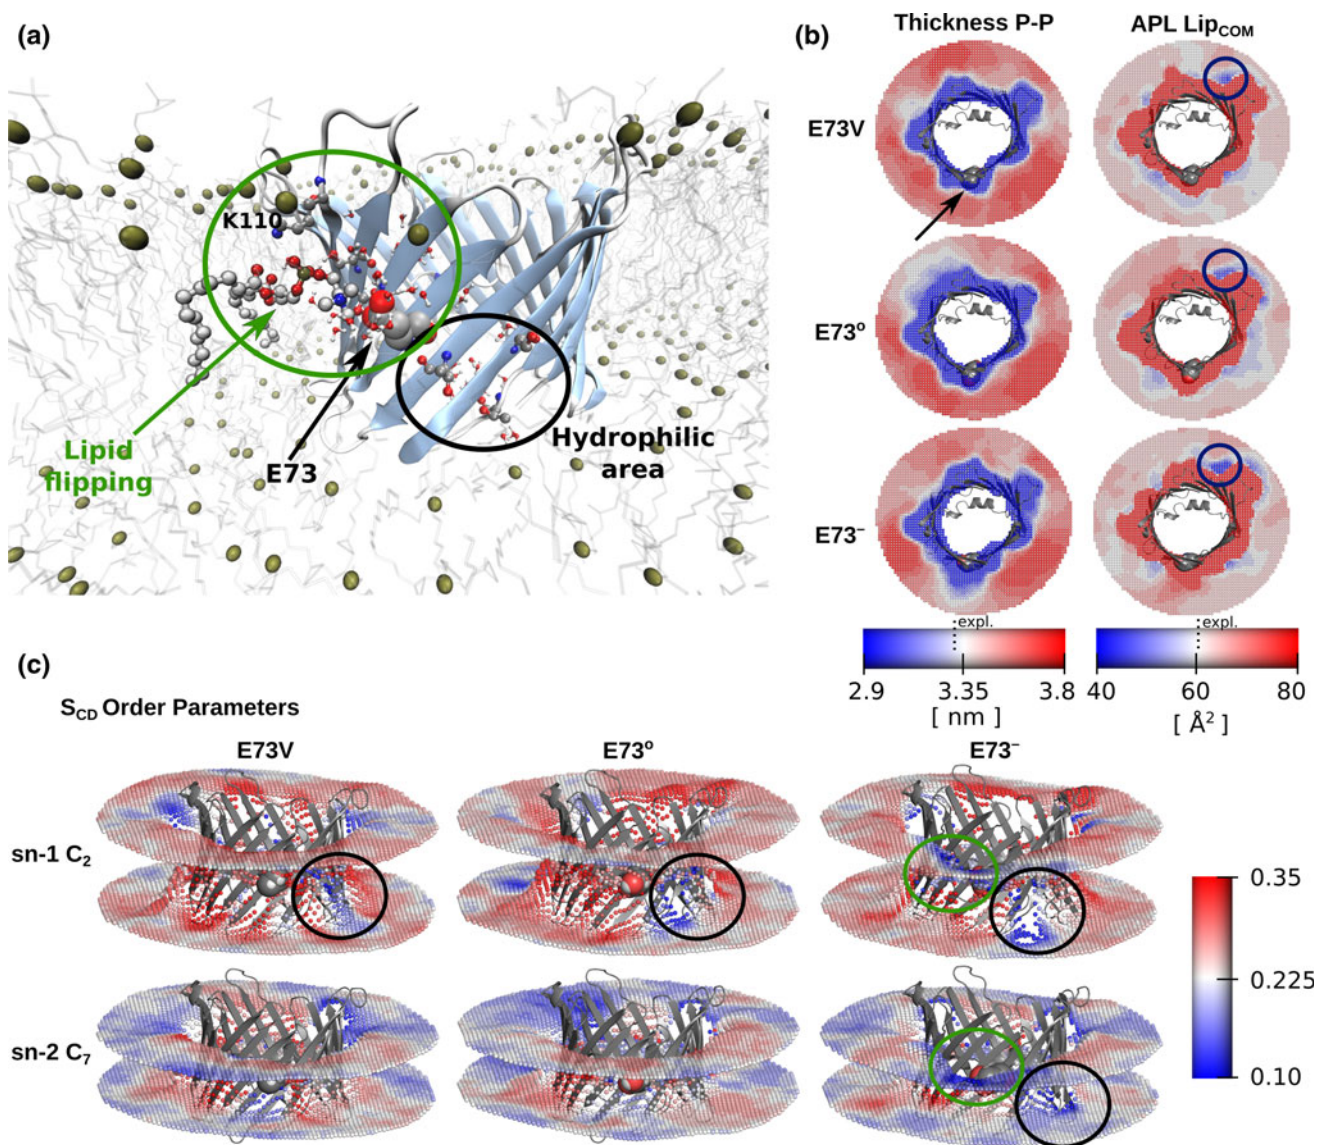 (a)
K110
Lipid
flipping
E73
Hydrophilic
area
(b)
Thickness P-P
APL Lip_COM
E73V
E73⁰
E73⁻
expl.
expl.
2.9
3.35
3.8
[ nm ]
40
60
80
[ Å² ]
(c)
S_CD Order Parameters
E73V
E73⁰
E73⁻
sn-1 C₂
sn-2 C₇
0.35
0.225
0.10